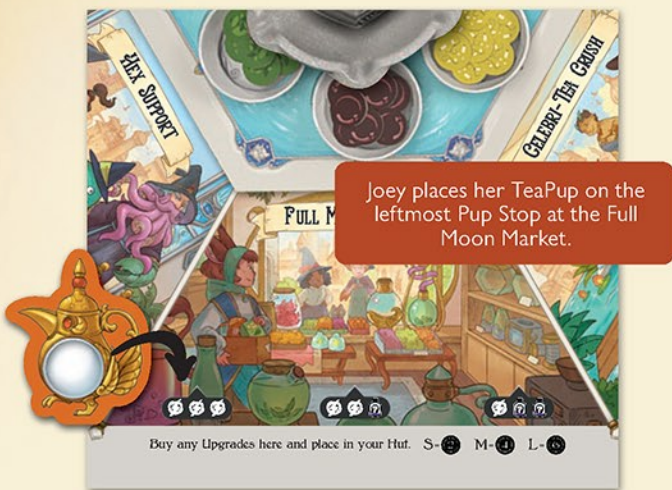 HEX SUPPORT
CELEBRI-TEA CRUSH
Joey places her TeaPup on the
leftmost Pup Stop at the Full
Moon Market.
FULL M
Buy any Upgrades here and place in your Hut. S- M- L-